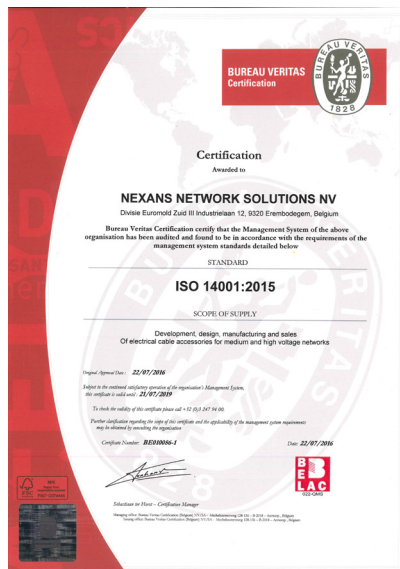 BUREAU VERITAS
Certification
BUREAU VERITAS
1828
Certification
Awarded to
NEXANS NETWORK SOLUTIONS NV
Divisie Euromold Zuid III Industrielaan 12, 9320 Erembodegem, Belgium
Bureau Veritas Certification certify that the Management System of the above
organisation has been audited and found to be in accordance with the requirements of the
management system standards detailed below
STANDARD
ISO 14001:2015
SCOPE OF SUPPLY
Development, design, manufacturing and sales
Of electrical cable accessories for medium and high voltage networks
Original Approval Date: 22/07/2016
Subject to the continued satisfactory operation of the organisation's Management System,
this certificate is valid until: 21/07/2019
To check the validity of this certificate please call +32 (0)3 247 94 00.
Further clarification regarding the scope of this certificate and the applicability of the management system requirements
may be obtained by consulting the organisation
Certificate Number: BE010086-1
Date: 22/07/2016
BELAC
022-QMS
Sebastiaan ter Horst – Certification Manager
FSC
MIX